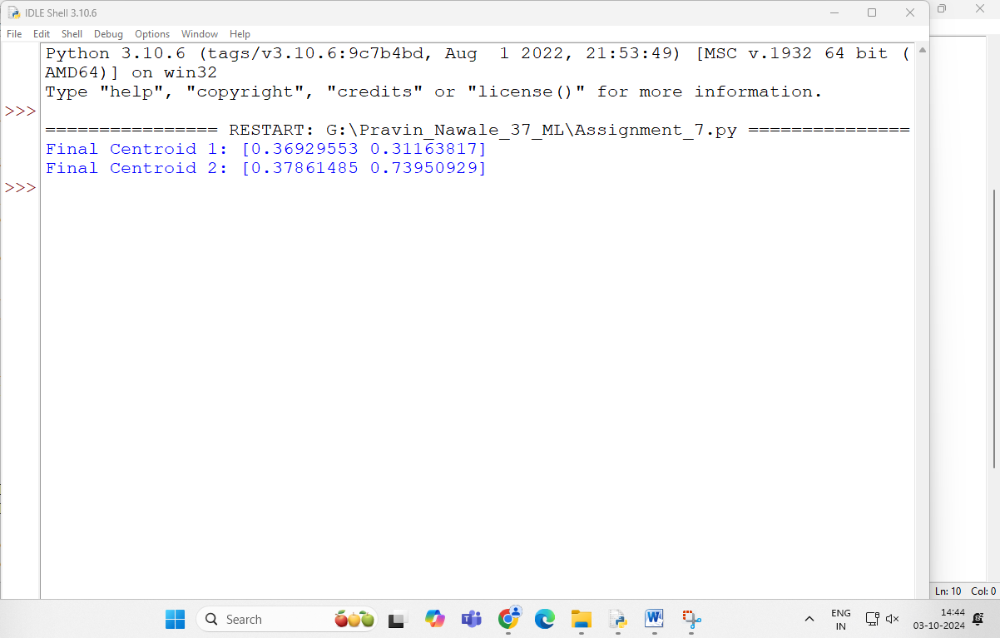 IDLE Shell 3.10.6
File Edit Shell Debug Options Window Help
Python 3.10.6 (tags/v3.10.6:9c7b4bd, Aug  1 2022, 21:53:49) [MSC v.1932 64 bit (
AMD64)] on win32
Type "help", "copyright", "credits" or "license()" for more information.
>>>
================ RESTART: G:\Pravin_Nawale_37_ML\Assignment_7.py ===============
Final Centroid 1: [0.36929553 0.31163817]
Final Centroid 2: [0.37861485 0.73950929]
>>>
Ln: 10 Col: 0
Search
ENG
IN
14:44
03-10-2024